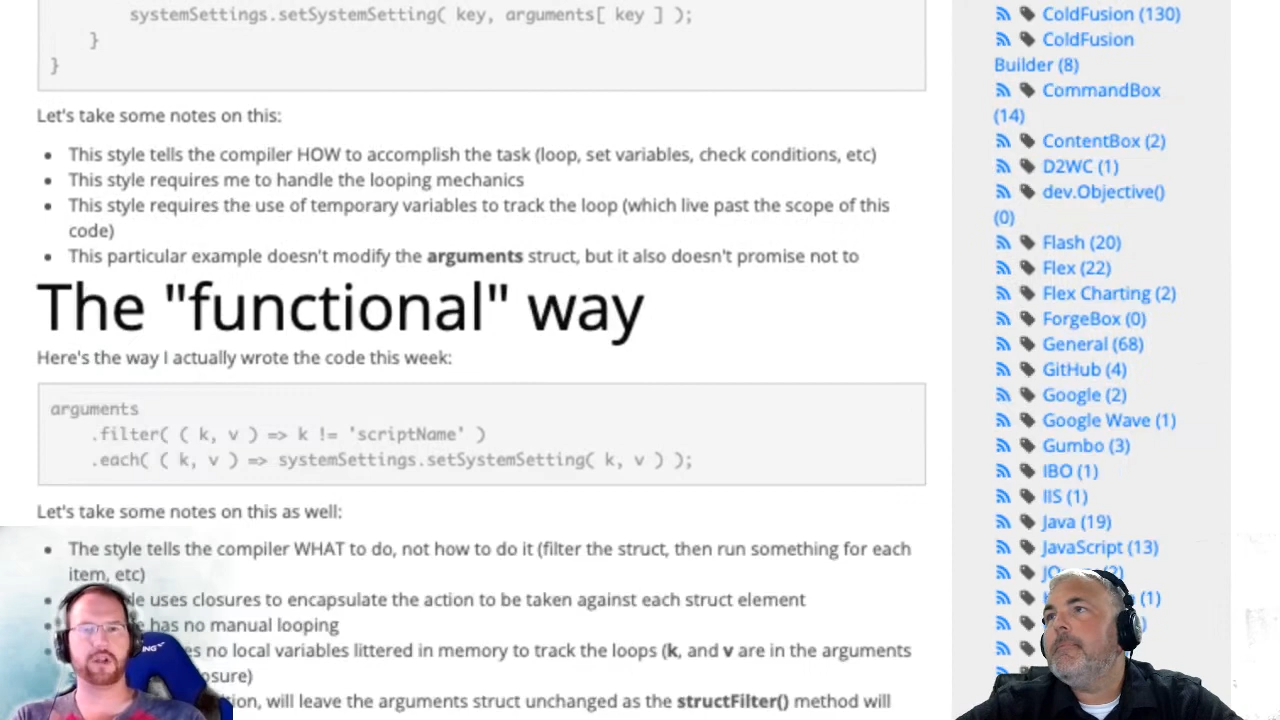 systemSettings.setSystemSetting( key, arguments[ key ] );
}
}
Let's take some notes on this:
This style tells the compiler HOW to accomplish the task (loop, set variables, check conditions, etc)
This style requires me to handle the looping mechanics
This style requires the use of temporary variables to track the loop (which live past the scope of this
code)
This particular example doesn't modify the arguments struct, but it also doesn't promise not to
The "functional" way
Here's the way I actually wrote the code this week:
arguments
.filter( ( k, v ) => k != 'scriptName' )
.each( ( k, v ) => systemSettings.setSystemSetting( k, v ) );
Let's take some notes on this as well:
The style tells the compiler WHAT to do, not how to do it (filter the struct, then run something for each
item, etc)
uses closures to encapsulate the action to be taken against each struct element
has no manual looping
no local variables littered in memory to track the loops (k, and v are in the arguments
will leave the arguments struct unchanged as the structFilter() method will
ColdFusion (130)
ColdFusion
Builder (8)
CommandBox
(14)
ContentBox (2)
D2WC (1)
dev.Objective()
(0)
Flash (20)
Flex (22)
Flex Charting (2)
ForgeBox (0)
General (68)
GitHub (4)
Google (2)
Google Wave (1)
Gumbo (3)
IBO (1)
IIS (1)
Java (19)
JavaScript (13)
(2)
(1)